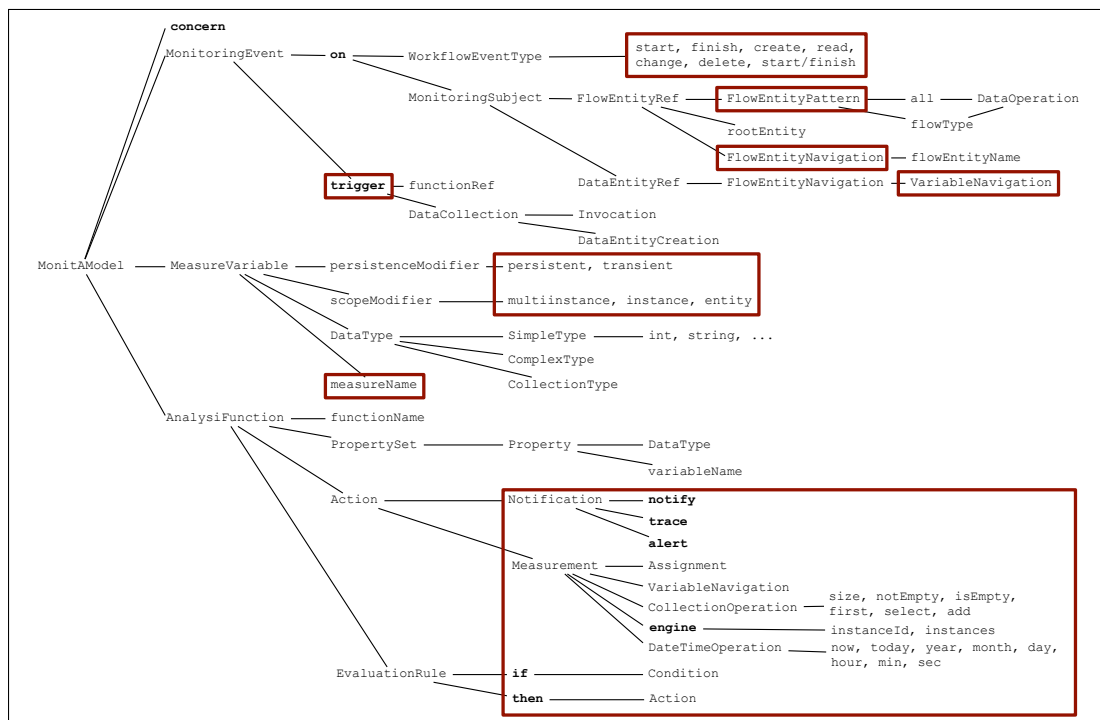 concern
MonitoringEvent on WorkflowEventType start, finish, create, read,
change, delete, start/finish
MonitoringSubject FlowEntityRef FlowEntityPattern all DataOperation
flowType
rootEntity
FlowEntityNavigation flowEntityName
trigger functionRef DataEntityRef FlowEntityNavigation VariableNavigation
DataCollection Invocation
DataEntityCreation
MonitAModel MeasureVariable persistenceModifier persistent, transient
scopeModifier multiinstance, instance, entity
DataType SimpleType int, string, ...
ComplexType
measureName CollectionType
AnalysiFunction functionName
PropertySet Property DataType
variableName
Action Notification notify
trace
alert
Measurement Assignment
VariableNavigation
CollectionOperation size, notEmpty, isEmpty,
first, select, add
engine instanceId, instances
DateTimeOperation now, today, year, month, day,
hour, min, sec
EvaluationRule if Condition
then Action